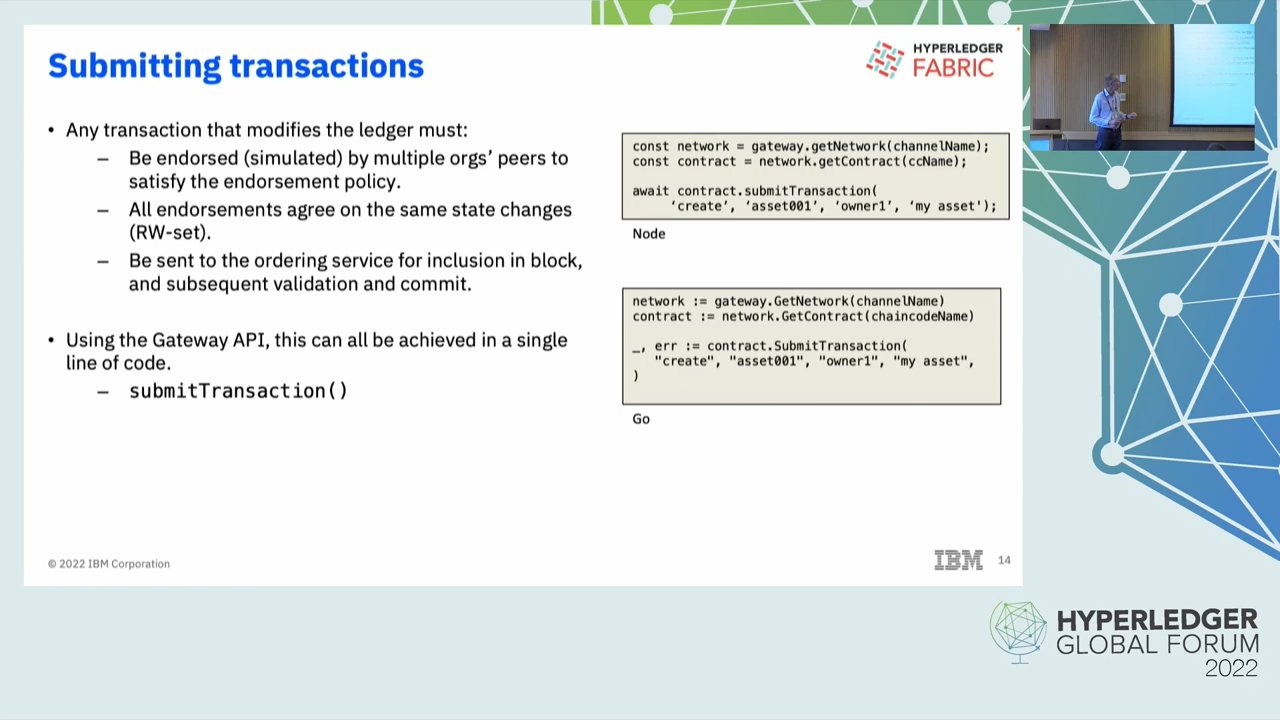 Submitting transactions
HYPERLEDGER
FABRIC
• Any transaction that modifies the ledger must:
– Be endorsed (simulated) by multiple orgs’ peers to
satisfy the endorsement policy.
– All endorsements agree on the same state changes
(RW-set).
– Be sent to the ordering service for inclusion in block,
and subsequent validation and commit.
• Using the Gateway API, this can all be achieved in a single
line of code.
– submitTransaction()
const network = gateway.getNetwork(channelName);
const contract = network.getContract(ccName);
await contract.submitTransaction(
‘create’, ‘asset001’, ‘owner1’, ‘my asset');
Node
network := gateway.GetNetwork(channelName)
contract := network.GetContract(chaincodeName)
_, err := contract.SubmitTransaction(
"create", "asset001", "owner1", "my asset",
)
Go
© 2022 IBM Corporation
IBM
14
HYPERLEDGER
GLOBAL FORUM
2022